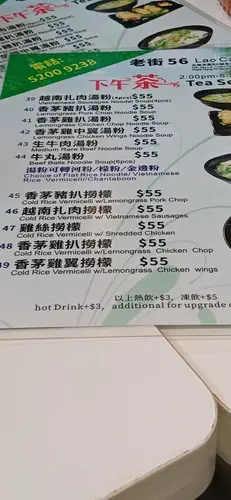 電話:
5200 9238
老街 56 Lao Ca
下午茶
2:00pm-5
Tea S
39 越南扎肉湯粉(4pcs)$55
Vietnamese Sausages Noodel Soup(4pcs)
40 香茅豬扒湯粉 $55
Lemongrass Pork Chop Noodle Soup
41 香茅雞扒湯粉 $55
Lemongrass Chicken Chop Noodle Soup
42 香茅雞中翼湯粉 $55
Lemongrass Chicken Wings Noodle Soup
43 生牛肉湯粉 $55
Medium Rare Beef Noodle Soup
44 牛丸湯粉 $55
Beef Balls Noodle Soup(6pcs)
湯粉可轉河粉/檬粉/金邊粉
Choice of Flat Rice Noodle/ Vietnamese
Rice Vermicelli/Chantaboon
45 香茅豬扒撈檬 $55
Cold Rice Vermicelli w/Lemongrass Pork Chop
46 越南扎肉撈檬 $55
Cold Rice Vermicelli w/ Vietnamese Sausages
47 雞絲撈檬 $55
Cold Rice Vermicelli w/ Shredded Chicken
48 香茅雞扒撈檬 $55
Cold Rice Vermicelli w/Lemongrass Chicken Chop
49 香茅雞翼撈檬 $55
Cold Rice Vermicelli w/Lemongrass Chicken wings
以上熱飲+$3, 凍飲+$5
hot Drink+$3, additional for upgrade